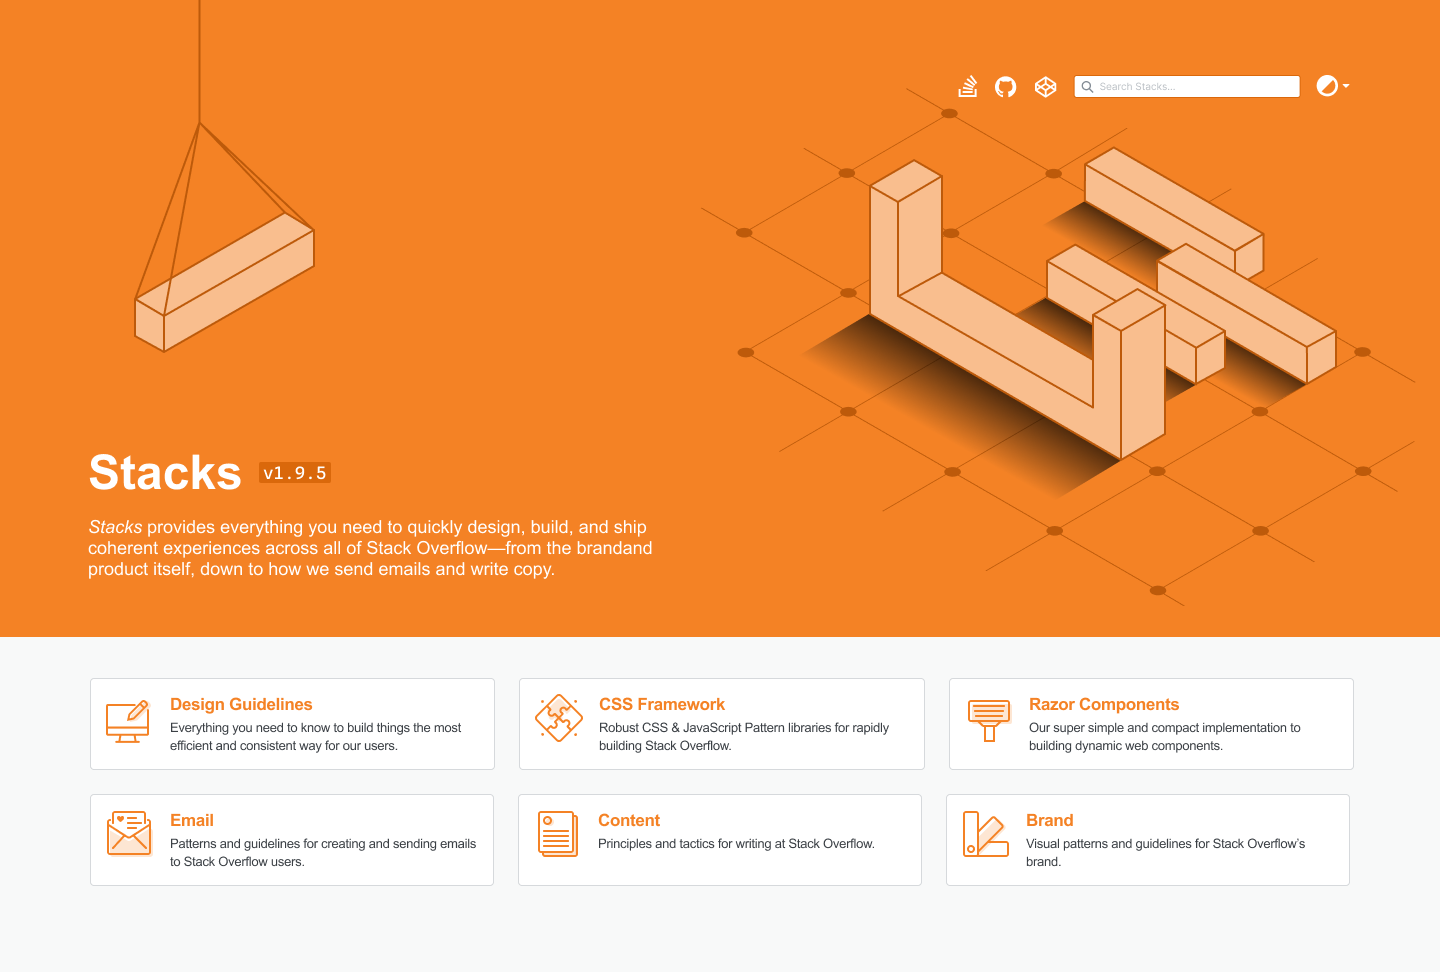 Search Stacks...
Stacks v1.9.5
Stacks provides everything you need to quickly design, build, and ship
coherent experiences across all of Stack Overflow—from the brandand
product itself, down to how we send emails and write copy.
Design Guidelines
Everything you need to know to build things the most
efficient and consistent way for our users.
CSS Framework
Robust CSS & JavaScript Pattern libraries for rapidly
building Stack Overflow.
Razor Components
Our super simple and compact implementation to
building dynamic web components.
Email
Patterns and guidelines for creating and sending emails
to Stack Overflow users.
Content
Principles and tactics for writing at Stack Overflow.
Brand
Visual patterns and guidelines for Stack Overflow's
brand.